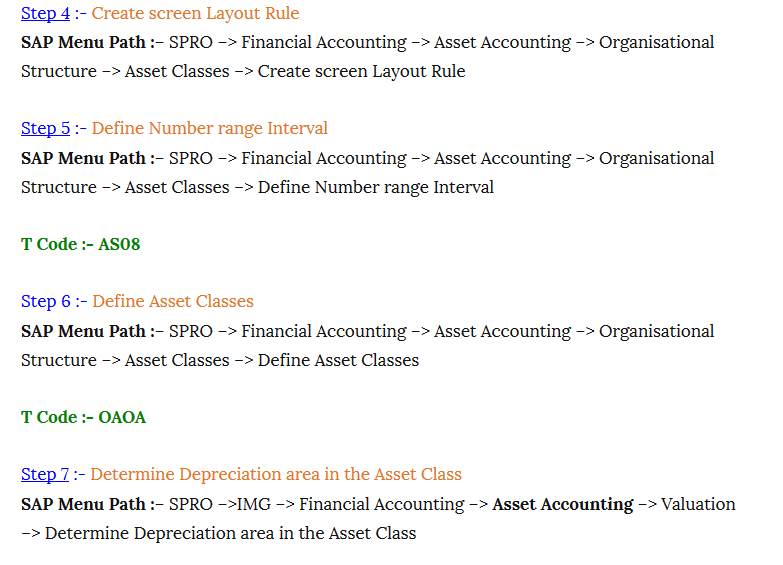 Step 4 :- Create screen Layout Rule
SAP Menu Path :– SPRO –> Financial Accounting –> Asset Accounting –> Organisational
Structure –> Asset Classes –> Create screen Layout Rule
Step 5 :- Define Number range Interval
SAP Menu Path :– SPRO –> Financial Accounting –> Asset Accounting –> Organisational
Structure –> Asset Classes –> Define Number range Interval
T Code :- AS08
Step 6 :- Define Asset Classes
SAP Menu Path :– SPRO –> Financial Accounting –> Asset Accounting –> Organisational
Structure –> Asset Classes –> Define Asset Classes
T Code :- OAOA
Step 7 :- Determine Depreciation area in the Asset Class
SAP Menu Path :– SPRO –>IMG –> Financial Accounting –> Asset Accounting –> Valuation
–> Determine Depreciation area in the Asset Class